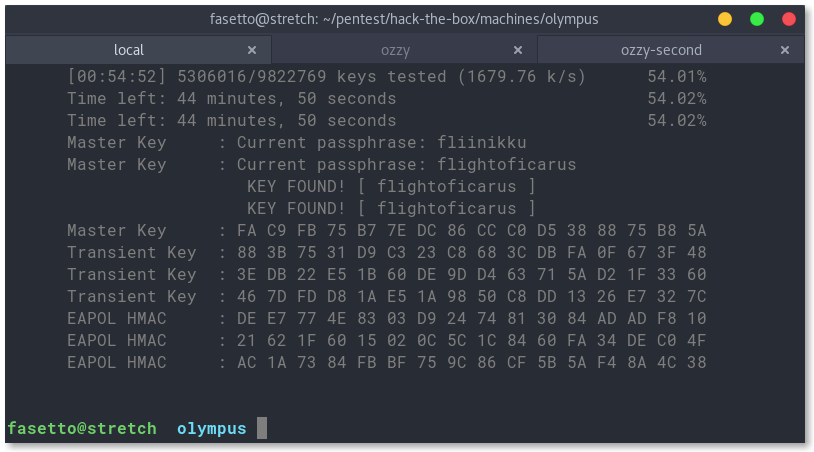 fasetto@stretch: ~/pentest/hack-the-box/machines/olympus
local × ozzy × ozzy-second ×
[00:54:52] 5306016/9822769 keys tested (1679.76 k/s) 54.01%
Time left: 44 minutes, 50 seconds 54.02%
Time left: 44 minutes, 50 seconds 54.02%
Master Key : Current passphrase: fliinikku
Master Key : Current passphrase: flightoficarus
KEY FOUND! [ flightoficarus ]
KEY FOUND! [ flightoficarus ]
Master Key : FA C9 FB 75 B7 7E DC 86 CC C0 D5 38 88 75 B8 5A
Transient Key : 88 3B 75 31 D9 C3 23 C8 68 3C DB FA 0F 67 3F 48
Transient Key : 3E DB 22 E5 1B 60 DE 9D D4 63 71 5A D2 1F 33 60
Transient Key : 46 7D FD D8 1A E5 1A 98 50 C8 DD 13 26 E7 32 7C
EAPOL HMAC : DE E7 77 4E 83 03 D9 24 74 81 30 84 AD AD F8 10
EAPOL HMAC : 21 62 1F 60 15 02 0C 5C 1C 84 60 FA 34 DE C0 4F
EAPOL HMAC : AC 1A 73 84 FB BF 75 9C 86 CF 5B 5A F4 8A 4C 38
fasetto@stretch olympus